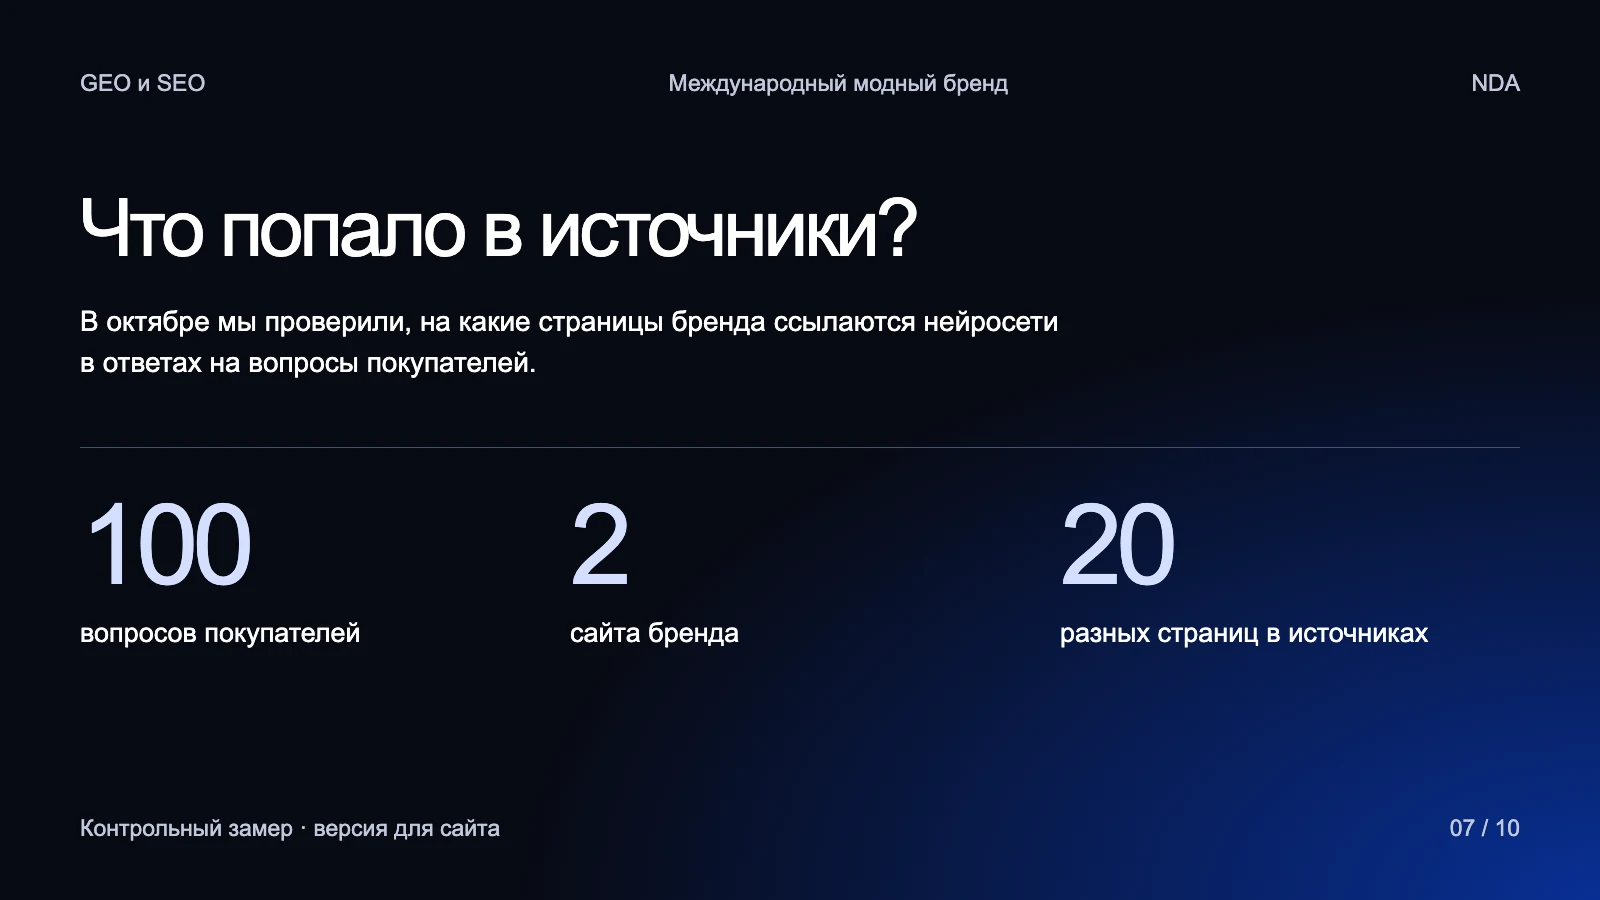 GEO и SEO
Международный модный бренд
NDA
Что попало в источники?
В октябре мы проверили, на какие страницы бренда ссылаются нейросети
в ответах на вопросы покупателей.
100
вопросов покупателей
2
сайта бренда
20
разных страниц в источниках
Контрольный замер · версия для сайта
07 / 10